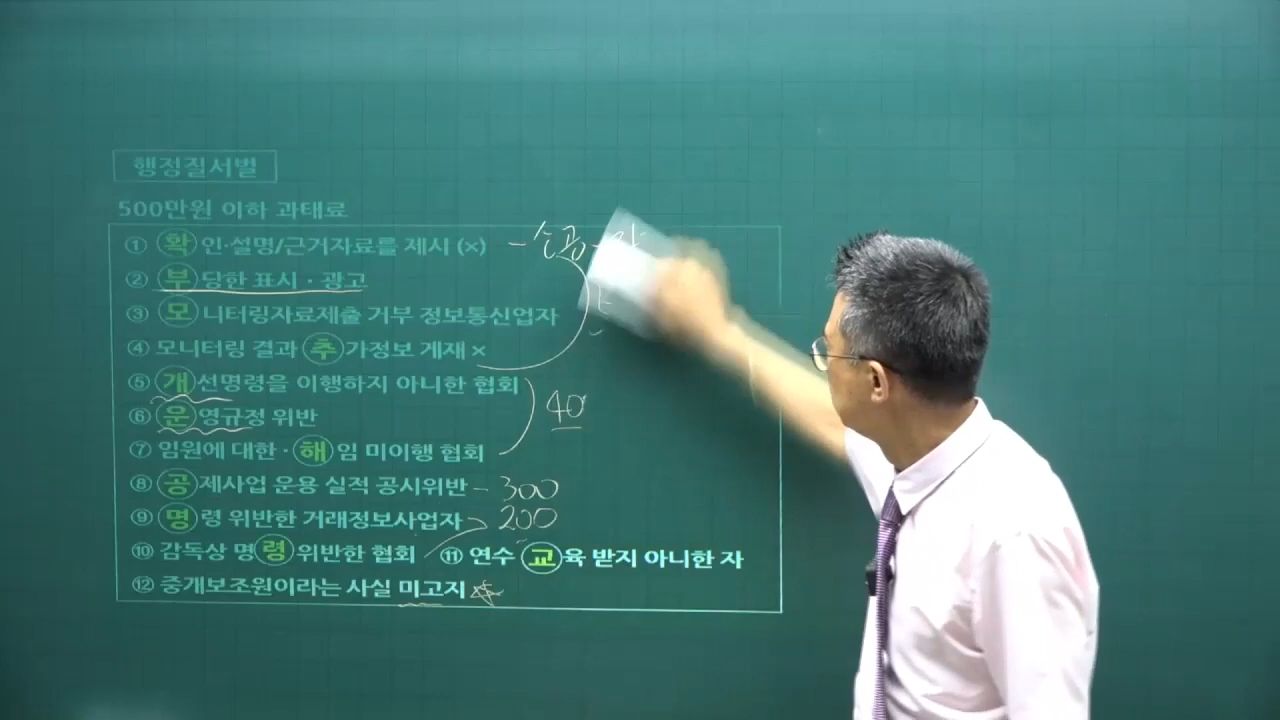 행정질서벌
500만원 이하 과태료
① 확인·설명/근거자료를 제시 (×) - 소공-
② 부당한 표시·광고
③ 모니터링자료제출 거부 정보통신업자
④ 모니터링 결과 추가정보 게재 ×
⑤ 개선명령을 이행하지 아니한 협회
⑥ 운영규정 위반 40
⑦ 임원에 대한·해임 미이행 협회
⑧ 공제사업 운용 실적 공시위반 - 300
⑨ 명령 위반한 거래정보사업자 200
⑩ 감독상 명령위반한 협회 ⑪ 연수 교육 받지 아니한 자
⑫ 중개보조원이라는 사실 미고지